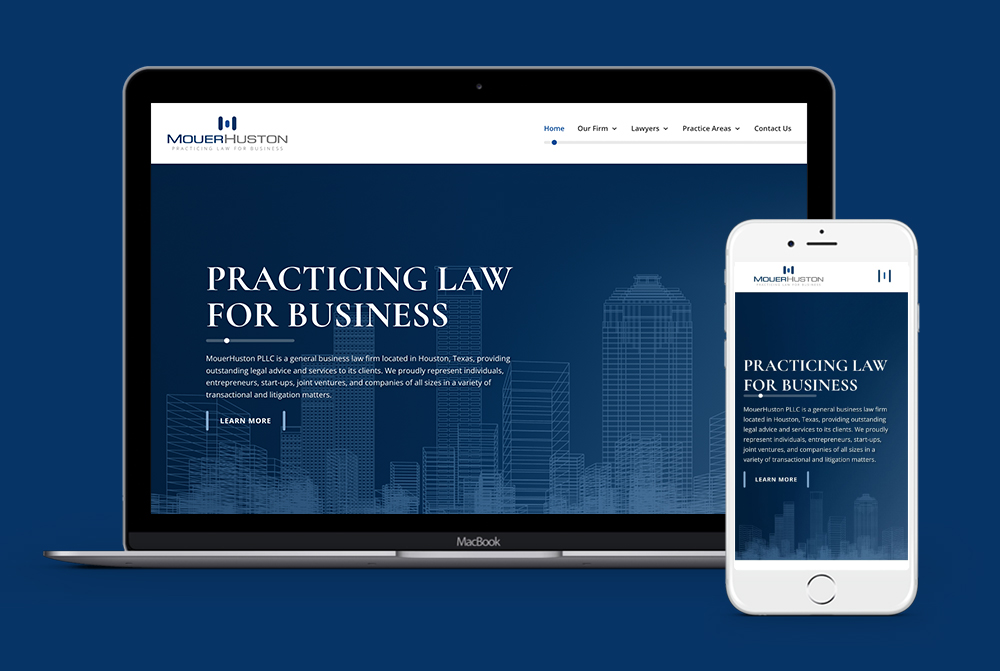 MOUERHUSTON
PRACTICING LAW FOR BUSINESS
Home Our Firm Lawyers Practice Areas Contact Us
PRACTICING LAW
FOR BUSINESS
MouerHuston PLLC is a general business law firm located in Houston, Texas, providing
outstanding legal advice and services to its clients. We proudly represent individuals,
entrepreneurs, start-ups, joint ventures, and companies of all sizes in a variety of
transactional and litigation matters.
LEARN MORE
MacBook
MOUERHUSTON
PRACTICING LAW FOR BUSINESS
PRACTICING LAW
FOR BUSINESS
MouerHuston PLLC is a general business law firm
located in Houston, Texas, providing outstanding
legal advice and services to its clients. We proudly
represent individuals, entrepreneurs, start-ups,
joint ventures, and companies of all sizes in a
variety of transactional and litigation matters.
LEARN MORE